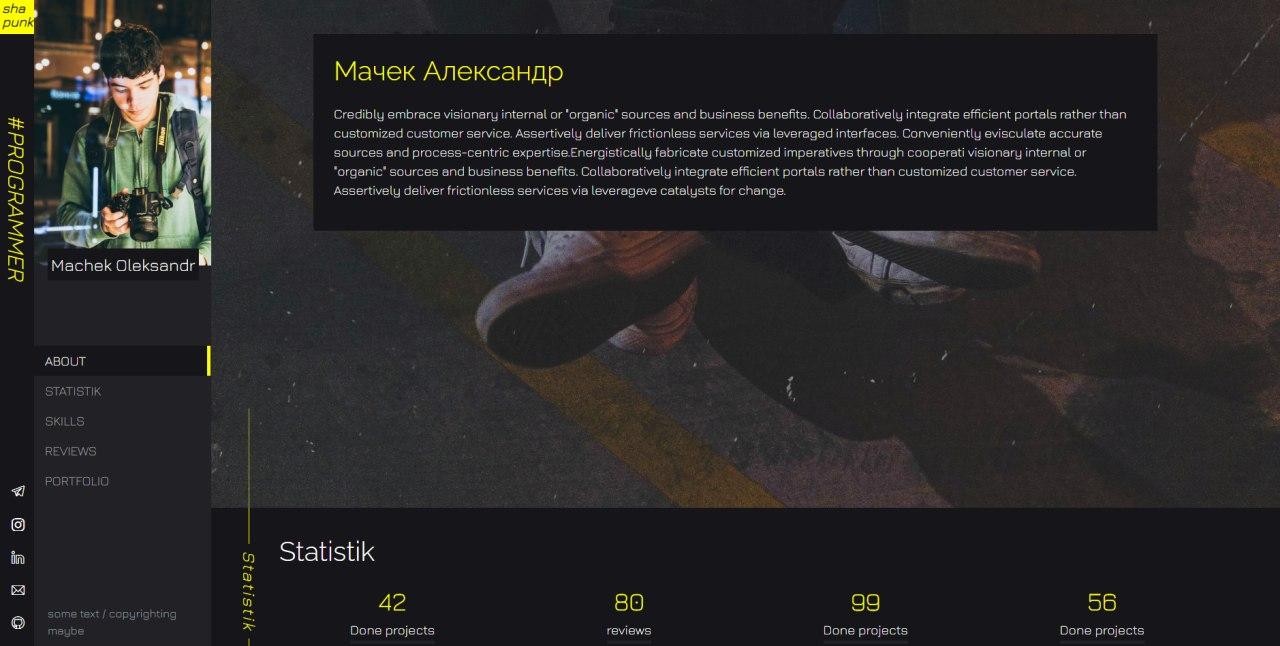 sha
punk
#PROGRAMMER
Nikon
Machek Oleksandr
ABOUT
STATISTIK
SKILLS
REVIEWS
PORTFOLIO
some text / copyrighting
maybe
Мачек Александр
Credibly embrace visionary internal or "organic" sources and business benefits. Collaboratively integrate efficient portals rather than
customized customer service. Assertively deliver frictionless services via leveraged interfaces. Conveniently evisculate accurate
sources and process-centric expertise.Energistically fabricate customized imperatives through cooperati visionary internal or
"organic" sources and business benefits. Collaboratively integrate efficient portals rather than customized customer service.
Assertively deliver frictionless services via leverageve catalysts for change.
Statistik
Statistik
42
Done projects
80
reviews
99
Done projects
56
Done projects